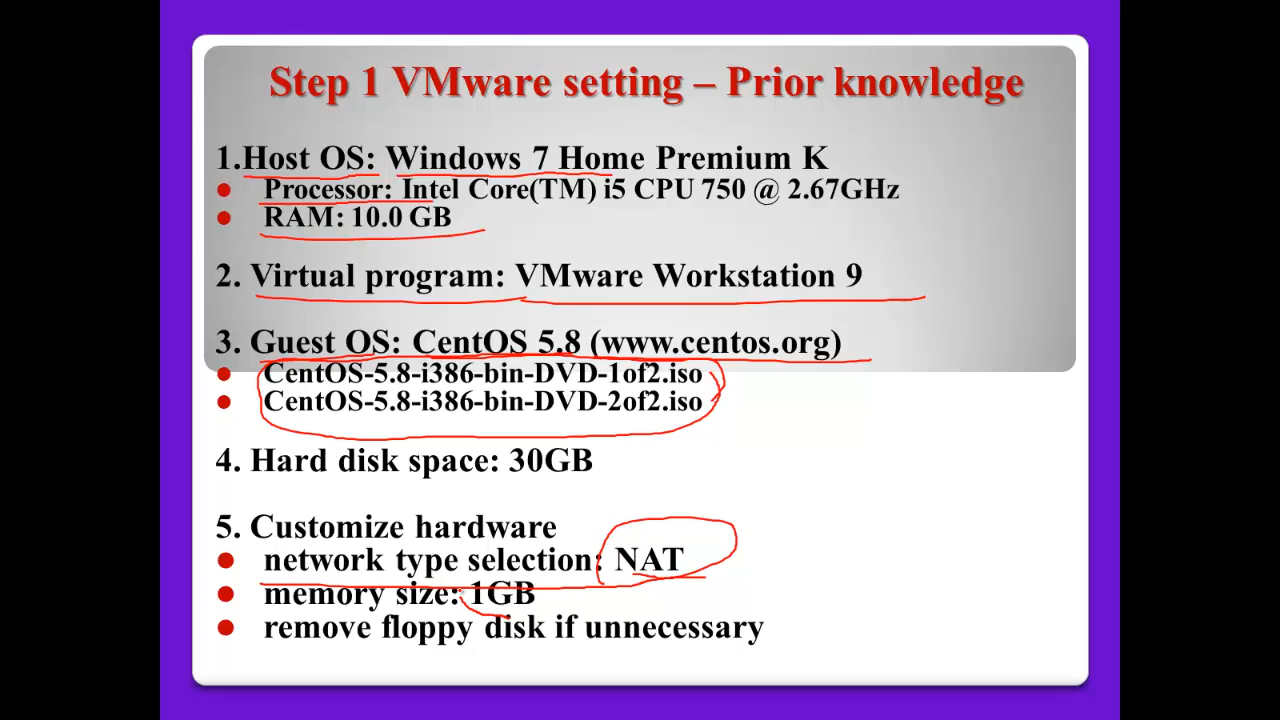 Step 1 VMware setting – Prior knowledge
1.Host OS: Windows 7 Home Premium K
● Processor: Intel Core(TM) i5 CPU 750 @ 2.67GHz
● RAM: 10.0 GB
2. Virtual program: VMware Workstation 9
3. Guest OS: CentOS 5.8 (www.centos.org)
● CentOS-5.8-i386-bin-DVD-1of2.iso
● CentOS-5.8-i386-bin-DVD-2of2.iso
4. Hard disk space: 30GB
5. Customize hardware
● network type selection: NAT
● memory size: 1GB
● remove floppy disk if unnecessary